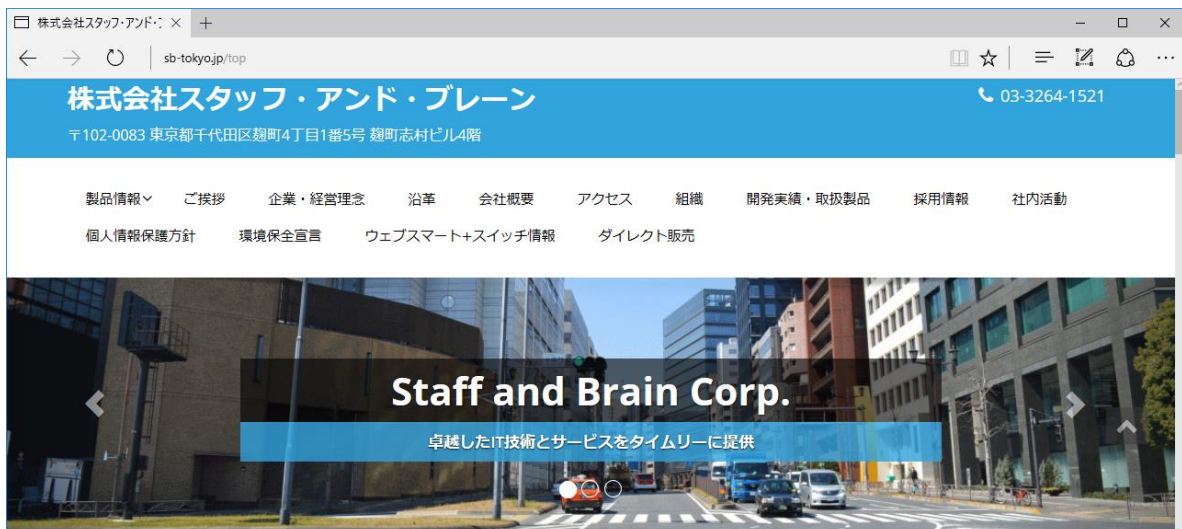 株式会社スタッフ・アンド・
sb-tokyo.jp/top
株式会社スタッフ・アンド・ブレーン
03-3264-1521
〒102-0083 東京都千代田区麹町4丁目1番5号 麹町志村ビル4階
製品情報 ご挨拶 企業・経営理念 沿革 会社概要 アクセス 組織 開発実績・取扱製品 採用情報 社内活動
個人情報保護方針 環境保全宣言 ウェブスマート+スイッチ情報 ダイレクト販売
Staff and Brain Corp.
卓越したIT技術とサービスをタイムリーに提供